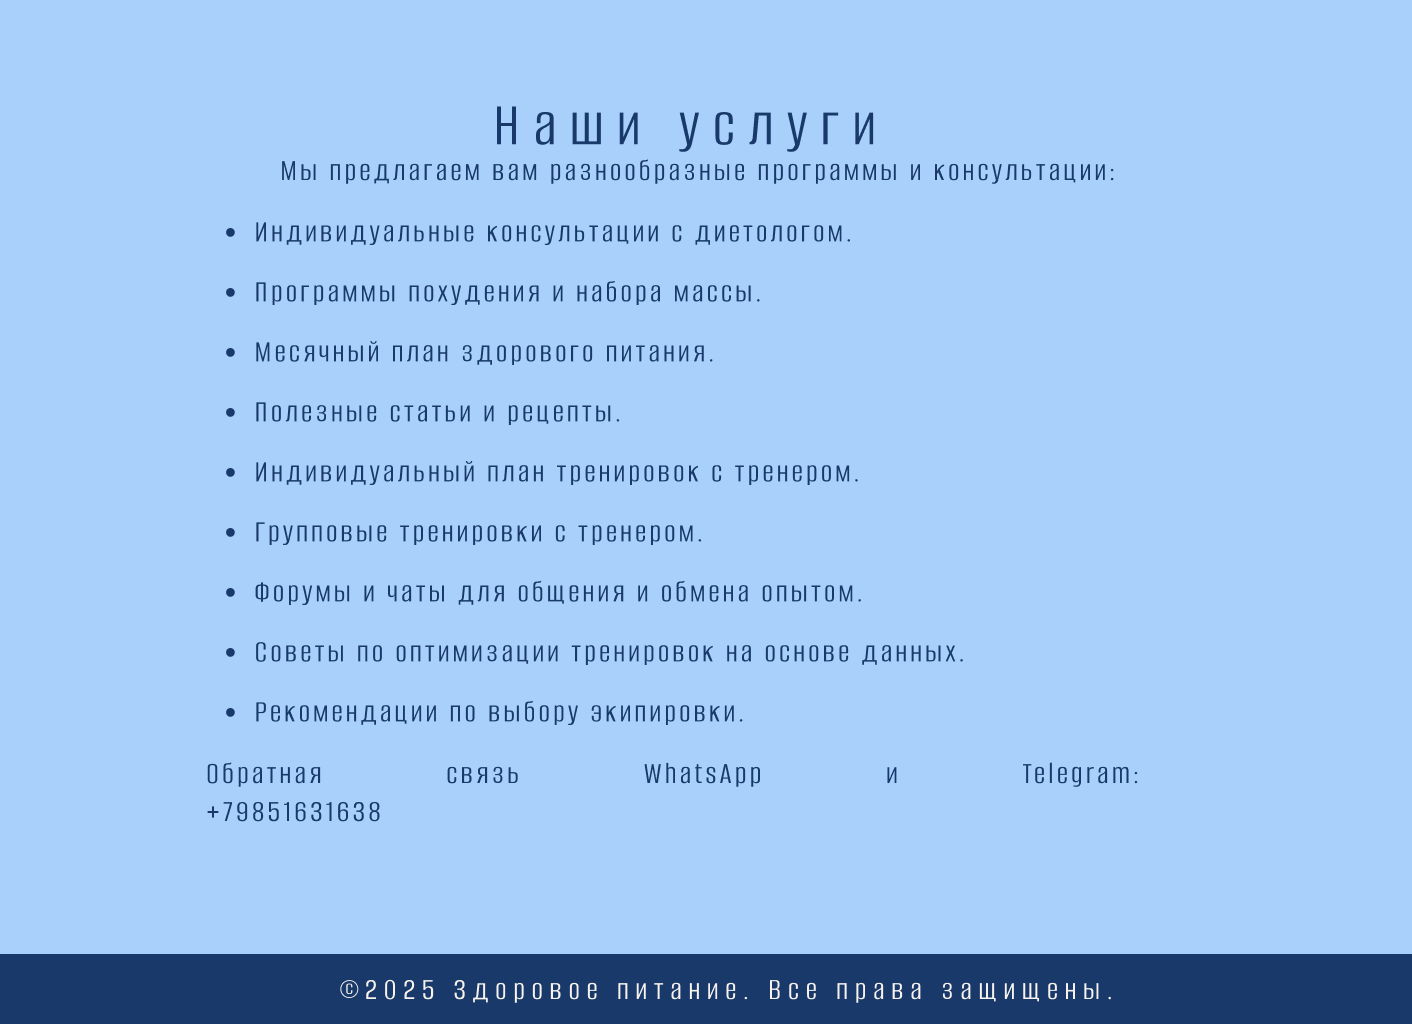 Наши услуги
Мы предлагаем вам разнообразные программы и консультации:
• Индивидуальные консультации с диетологом.
• Программы похудения и набора массы.
• Месячный план здорового питания.
• Полезные статьи и рецепты.
• Индивидуальный план тренировок с тренером.
• Групповые тренировки с тренером.
• Форумы и чаты для общения и обмена опытом.
• Советы по оптимизации тренировок на основе данных.
• Рекомендации по выбору экипировки.
Обратная связь WhatsApp и Telegram:
+79851631638
©2025 Здоровое питание. Все права защищены.